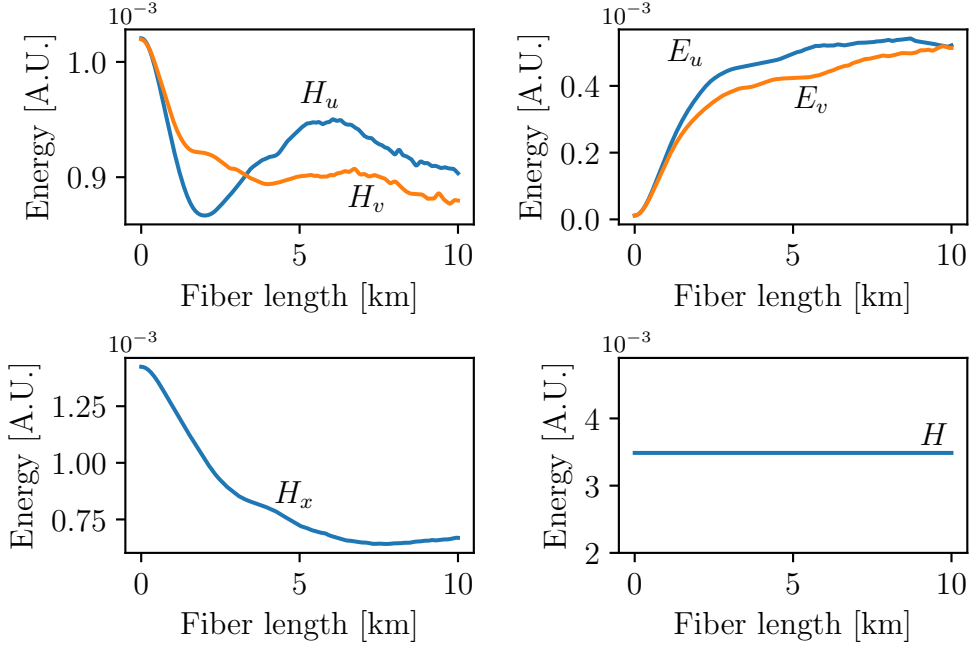 10⁻³
Energy [A.U.]
1.0
0.9
H_u
H_v
0
5
10
Fiber length [km]
10⁻³
Energy [A.U.]
0.4
0.2
0.0
E_u
E_v
0
5
10
Fiber length [km]
10⁻³
Energy [A.U.]
1.25
1.00
0.75
H_x
0
5
10
Fiber length [km]
10⁻³
Energy [A.U.]
4
3
2
H
0
5
10
Fiber length [km]